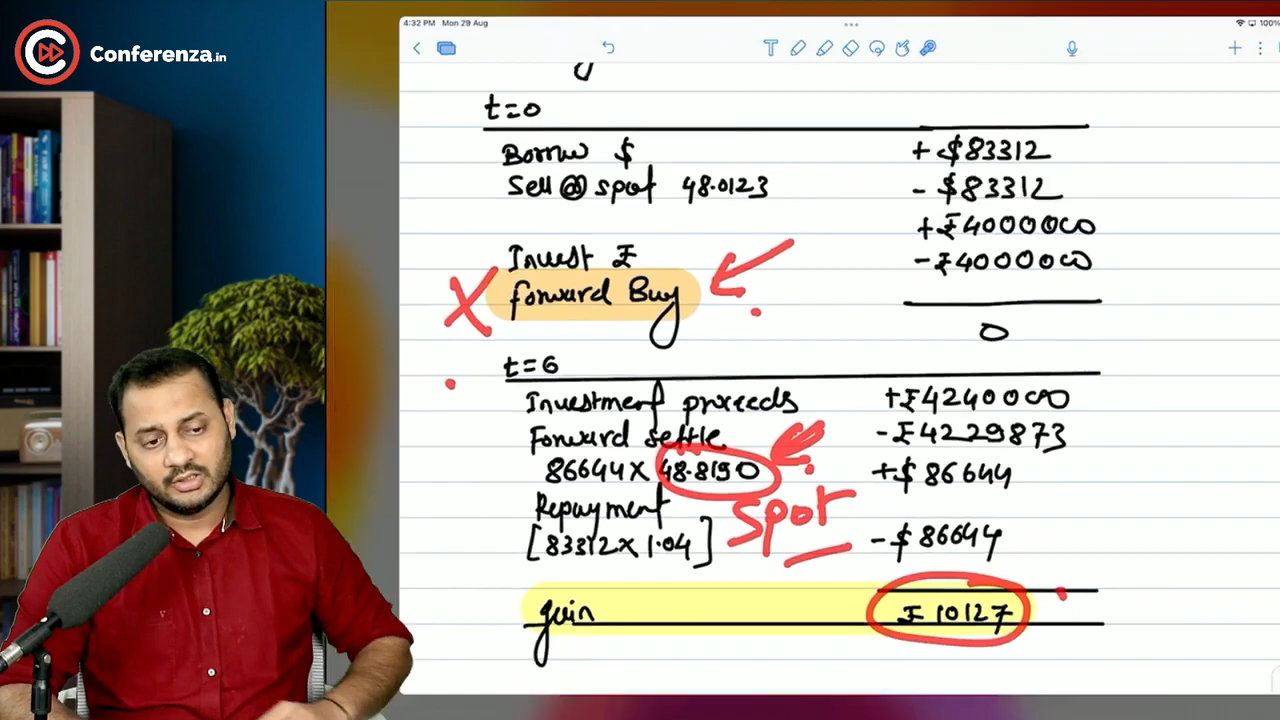 Conferenza.in
4:32 PM Mon 29 Aug
100%
t=0
Borrow $ +$83312
Sell @ spot 48.0123 -$83312
+₹4000000
Invest ₹ -₹4000000
X forward Buy
0
t=6
Investment proceeds +₹42400000
Forward settle -₹4229873
86644 x 48.8190 +$86644
Spot
Repayment
[83312 x 1.04] -$86644
gain ₹10127